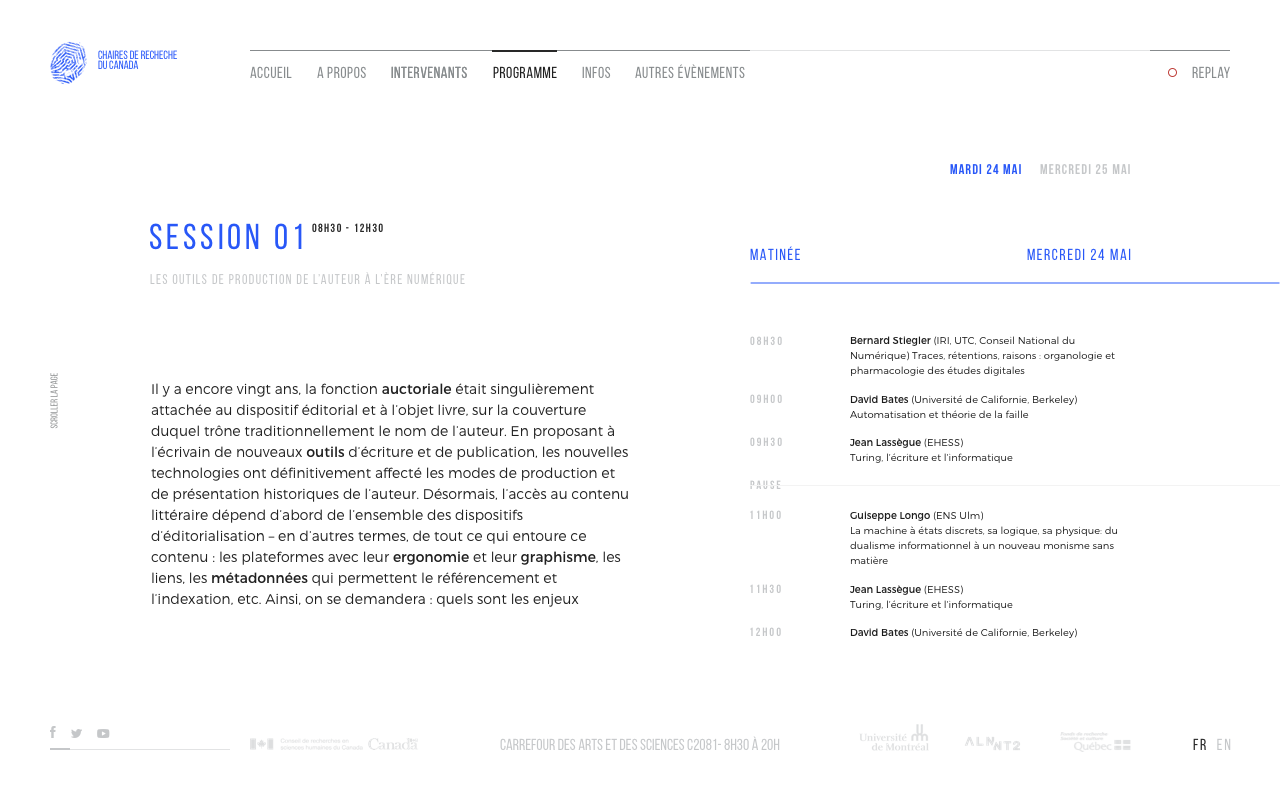 CHAIRES DE RECHECHE
DU CANADA
ACCUEIL
A PROPOS
INTERVENANTS
PROGRAMME
INFOS
AUTRES ÉVÈNEMENTS
REPLAY
MARDI 24 MAI
MERCREDI 25 MAI
SESSION 01
08H30 - 12H30
LES OUTILS DE PRODUCTION DE L'AUTEUR À L'ÈRE NUMÉRIQUE
SCROLLER LA PAGE
Il y a encore vingt ans, la fonction auctoriale était singulièrement
attachée au dispositif éditorial et à l'objet livre, sur la couverture
duquel trône traditionnellement le nom de l'auteur. En proposant à
l'écrivain de nouveaux outils d'écriture et de publication, les nouvelles
technologies ont définitivement affecté les modes de production et
de présentation historiques de l'auteur. Désormais, l'accès au contenu
littéraire dépend d'abord de l'ensemble des dispositifs
d'éditorialisation – en d'autres termes, de tout ce qui entoure ce
contenu : les plateformes avec leur ergonomie et leur graphisme, les
liens, les métadonnées qui permettent le référencement et
l'indexation, etc. Ainsi, on se demandera : quels sont les enjeux
MATINÉE
MERCREDI 24 MAI
08H30
Bernard Stiegler (IRI, UTC, Conseil National du
Numérique) Traces, rétentions, raisons : organologie et
pharmacologie des études digitales
09H00
David Bates (Université de Californie, Berkeley)
Automatisation et théorie de la faille
09H30
Jean Lassègue (EHESS)
Turing, l'écriture et l'informatique
PAUSE
11H00
Guiseppe Longo (ENS Ulm)
La machine à états discrets, sa logique, sa physique: du
dualisme informationnel à un nouveau monisme sans
matière
11H30
Jean Lassègue (EHESS)
Turing, l'écriture et l'informatique
12H00
David Bates (Université de Californie, Berkeley)
Conseil de recherches en
sciences humaines du Canada
Canada
CARREFOUR DES ARTS ET DES SCIENCES C2081- 8H30 À 20H
Université
de Montréal
ALN
NT2
Fonds de recherche
Société et culture
Québec
FR
EN